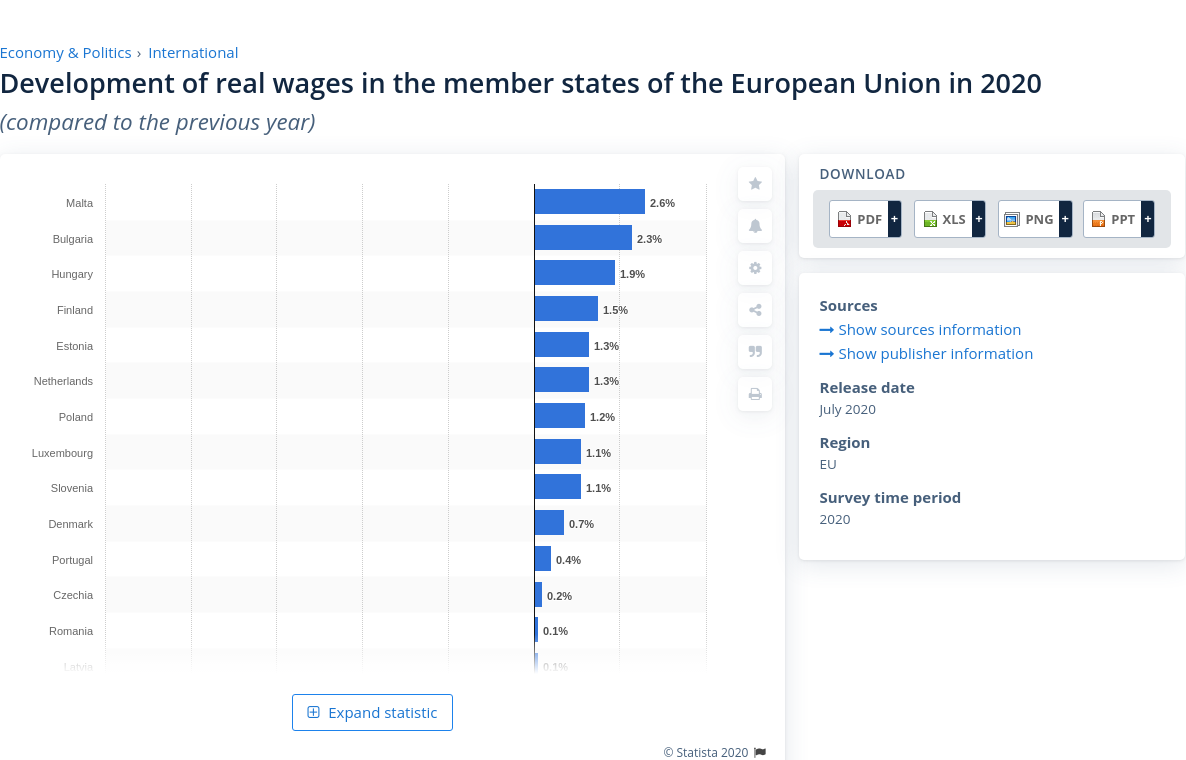 Economy & Politics › International
Development of real wages in the member states of the European Union in 2020
(compared to the previous year)
Malta 2.6%
Bulgaria 2.3%
Hungary 1.9%
Finland 1.5%
Estonia 1.3%
Netherlands 1.3%
Poland 1.2%
Luxembourg 1.1%
Slovenia 1.1%
Denmark 0.7%
Portugal 0.4%
Czechia 0.2%
Romania 0.1%
Latvia 0.1%
Expand statistic
© Statista 2020
DOWNLOAD
PDF + XLS + PNG + PPT +
Sources
Show sources information
Show publisher information
Release date
July 2020
Region
EU
Survey time period
2020